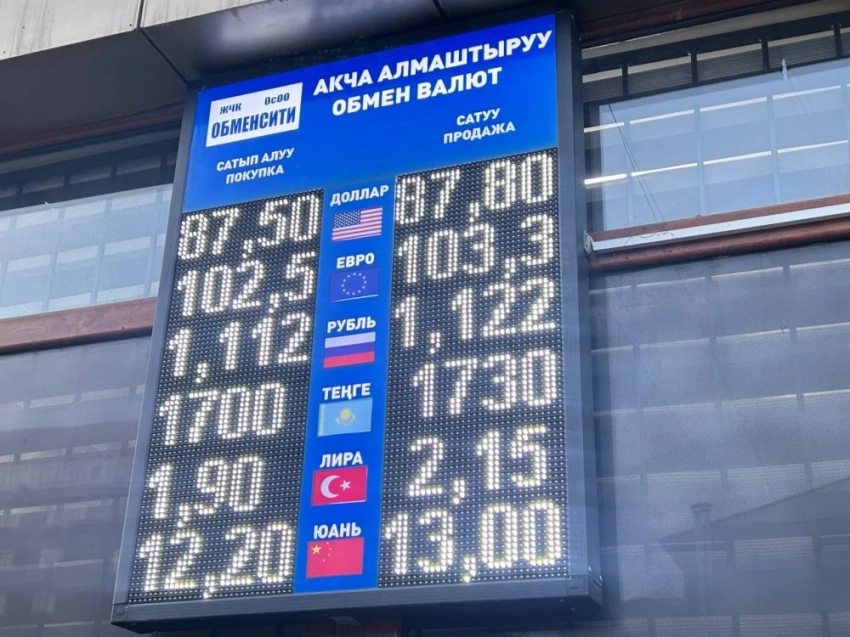 АКЧА АЛМАШТЫРУУ
ОБМЕН ВАЛЮТ
ЖЧК ОсОО
ОБМЕНСИТИ
САТЫП АЛУУ
ПОКУПКА
САТУУ
ПРОДАЖА
87,50 ДОЛЛАР 87,80
102,5 ЕВРО 103,3
1,112 РУБЛЬ 1,122
1700 ТЕҢГЕ 1730
1,90 ЛИРА 2,15
12,20 ЮАНЬ 13,00